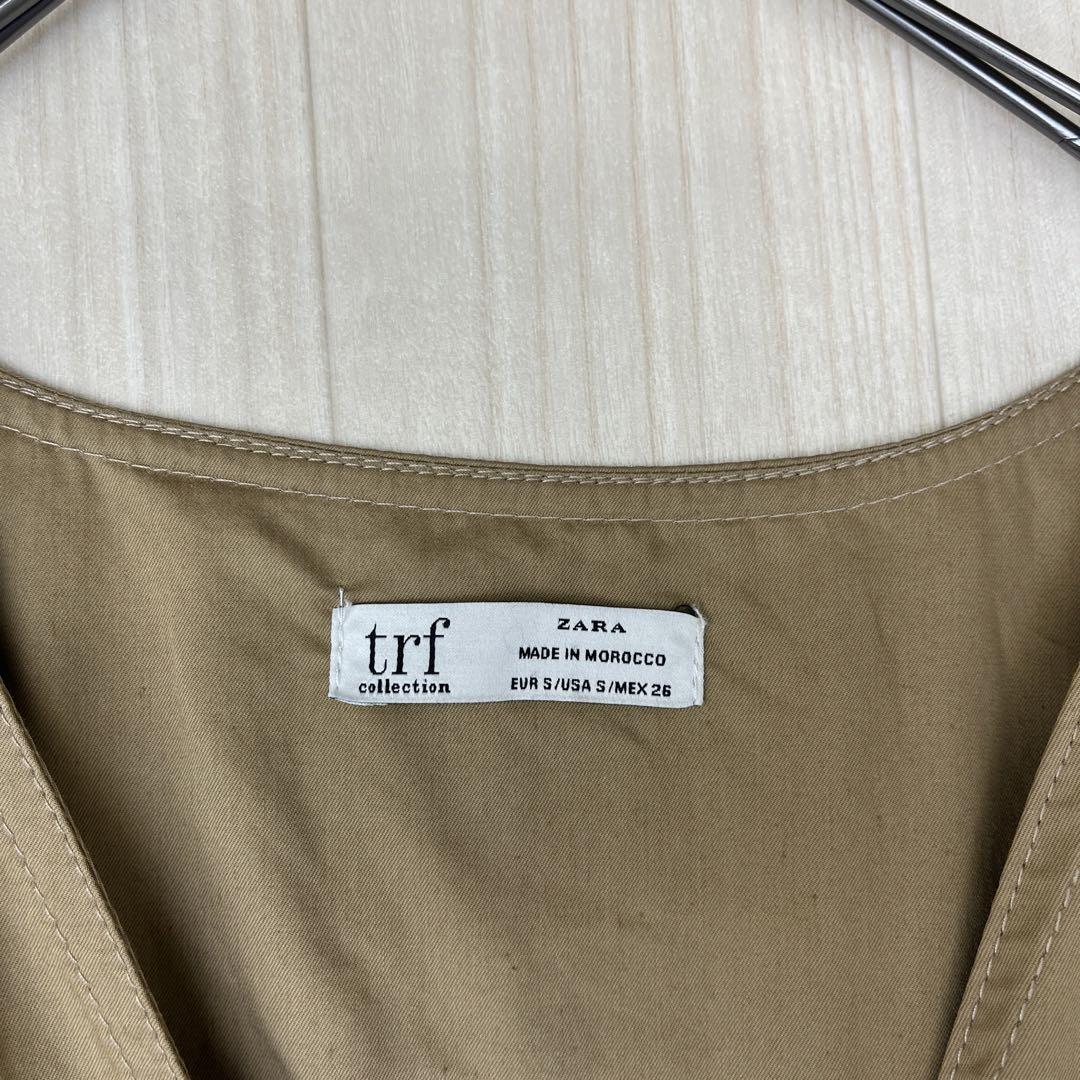 trf
collection
ZARA
MADE IN MOROCCO
EUR S/USA S/MEX 26